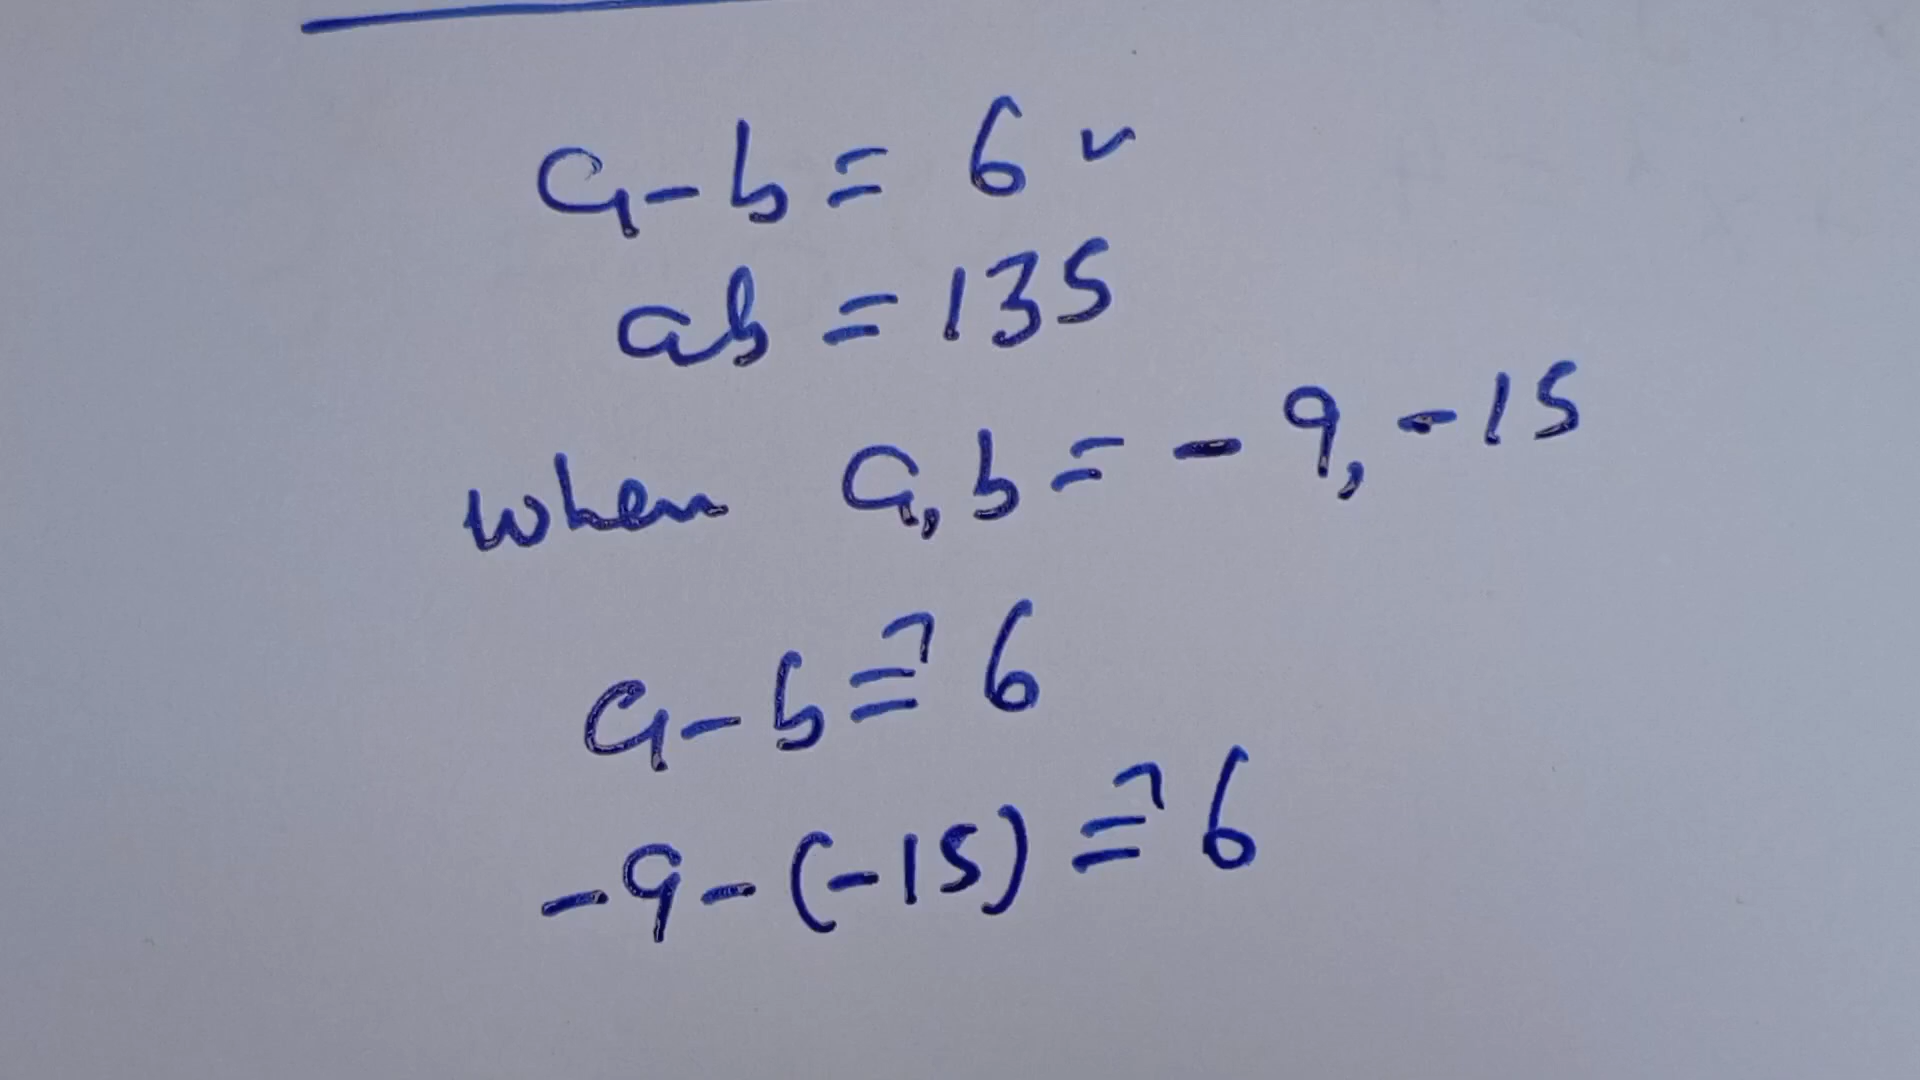 a-b = 6 ✓
ab = 135
when a, b = -9, -15
a-b =? 6
-9-(-15) =? 6